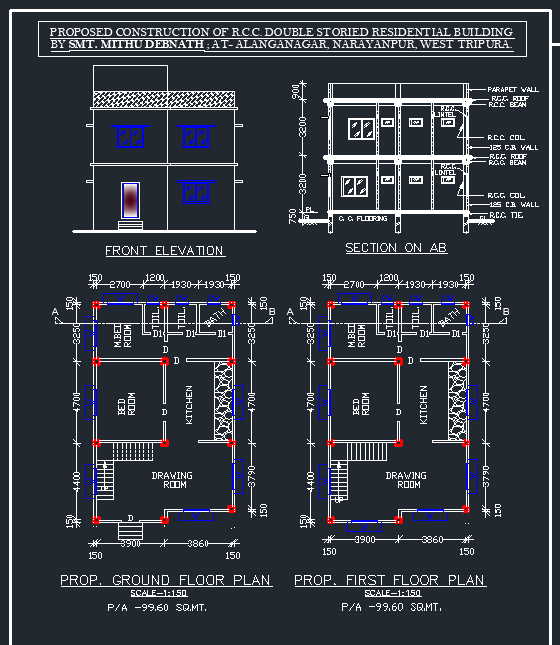 PROPOSED CONSTRUCTION OF R.C.C. DOUBLE STORIED RESIDENTIAL BUILDING
BY SMT. MITHU DEBNATH ; AT- ALANGANAGAR, NARAYANPUR, WEST TRIPURA
FRONT ELEVATION
900
3200
3200
750
PARAPET WALL
R.C.C. ROOF
R.C.C. BEAN
R.C.C.
LINTEL
R.C.C. COL
125 C.B. WALL
R.C.C. ROOF
R.C.C. BEAN
R.C.C.
LINTEL
R.C.C. COL
125 C.B. WALL
R.C.C. TIE
C. C. FLOORING
PL
GL
SECTION ON AB
150 1200 150
2700 1930 1930
150 150
A B
3250 3250
M.BED
ROOM
TOIL.
TOIL.
BATH
D1 D1
D
D
4700 4700
BED
ROOM
D
KITCHEN
4400 3790
DRAWING
ROOM
150 150
D
3900 3860
150 150
PROP. GROUND FLOOR PLAN
SCALE-1:150
P/A -99.60 SQ.MT.
150 1200 150
2700 1930 1930
150 150
A B
3250 3250
M.BED
ROOM
TOIL.
TOIL.
BATH
D1 D1
D
D
4700 4700
BED
ROOM
D
KITCHEN
4400 3790
DRAWING
ROOM
150 150
3900 3860
150 150
PROP. FIRST FLOOR PLAN
SCALE-1:150
P/A -99.60 SQ.MT.